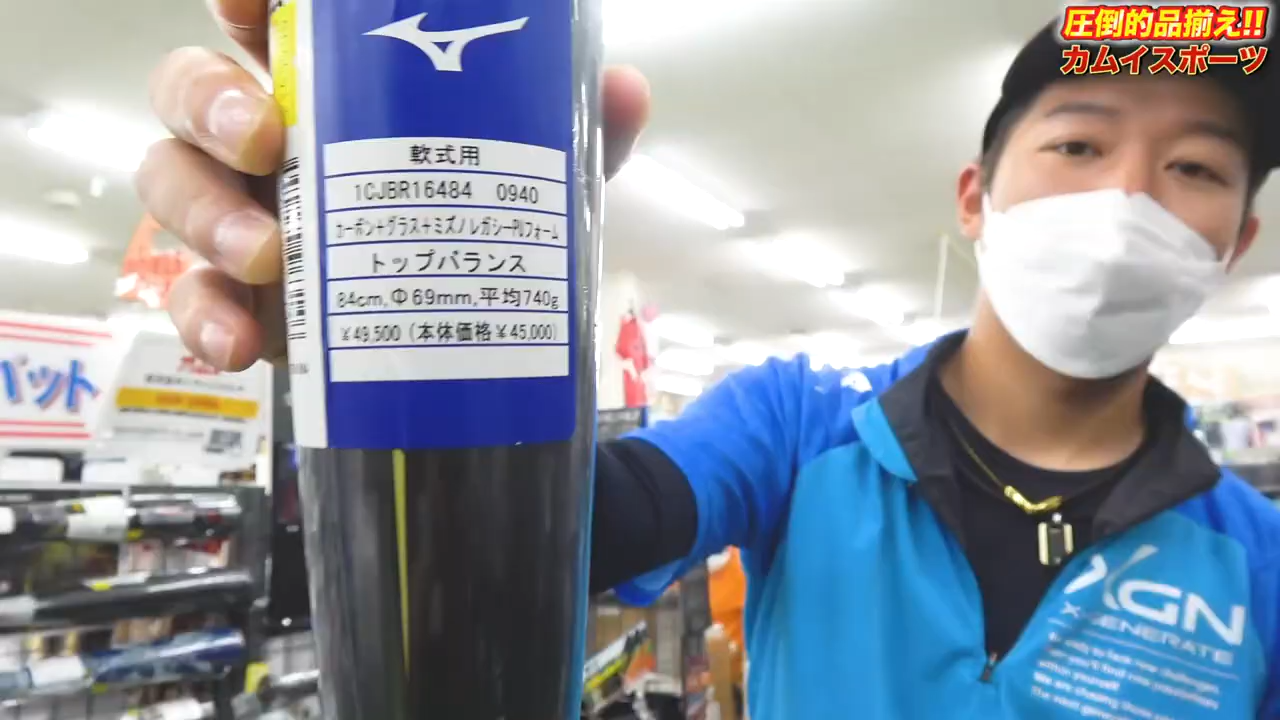 圧倒的品揃え!!
カムイスポーツ
軟式用
1CJBR16484 0940
カーボン+グラス+ミズノレガシーPUフォーム
トップバランス
84cm,Φ69mm,平均740g
¥49,500（本体価格¥45,000）
バット
XGN
X GENERATE